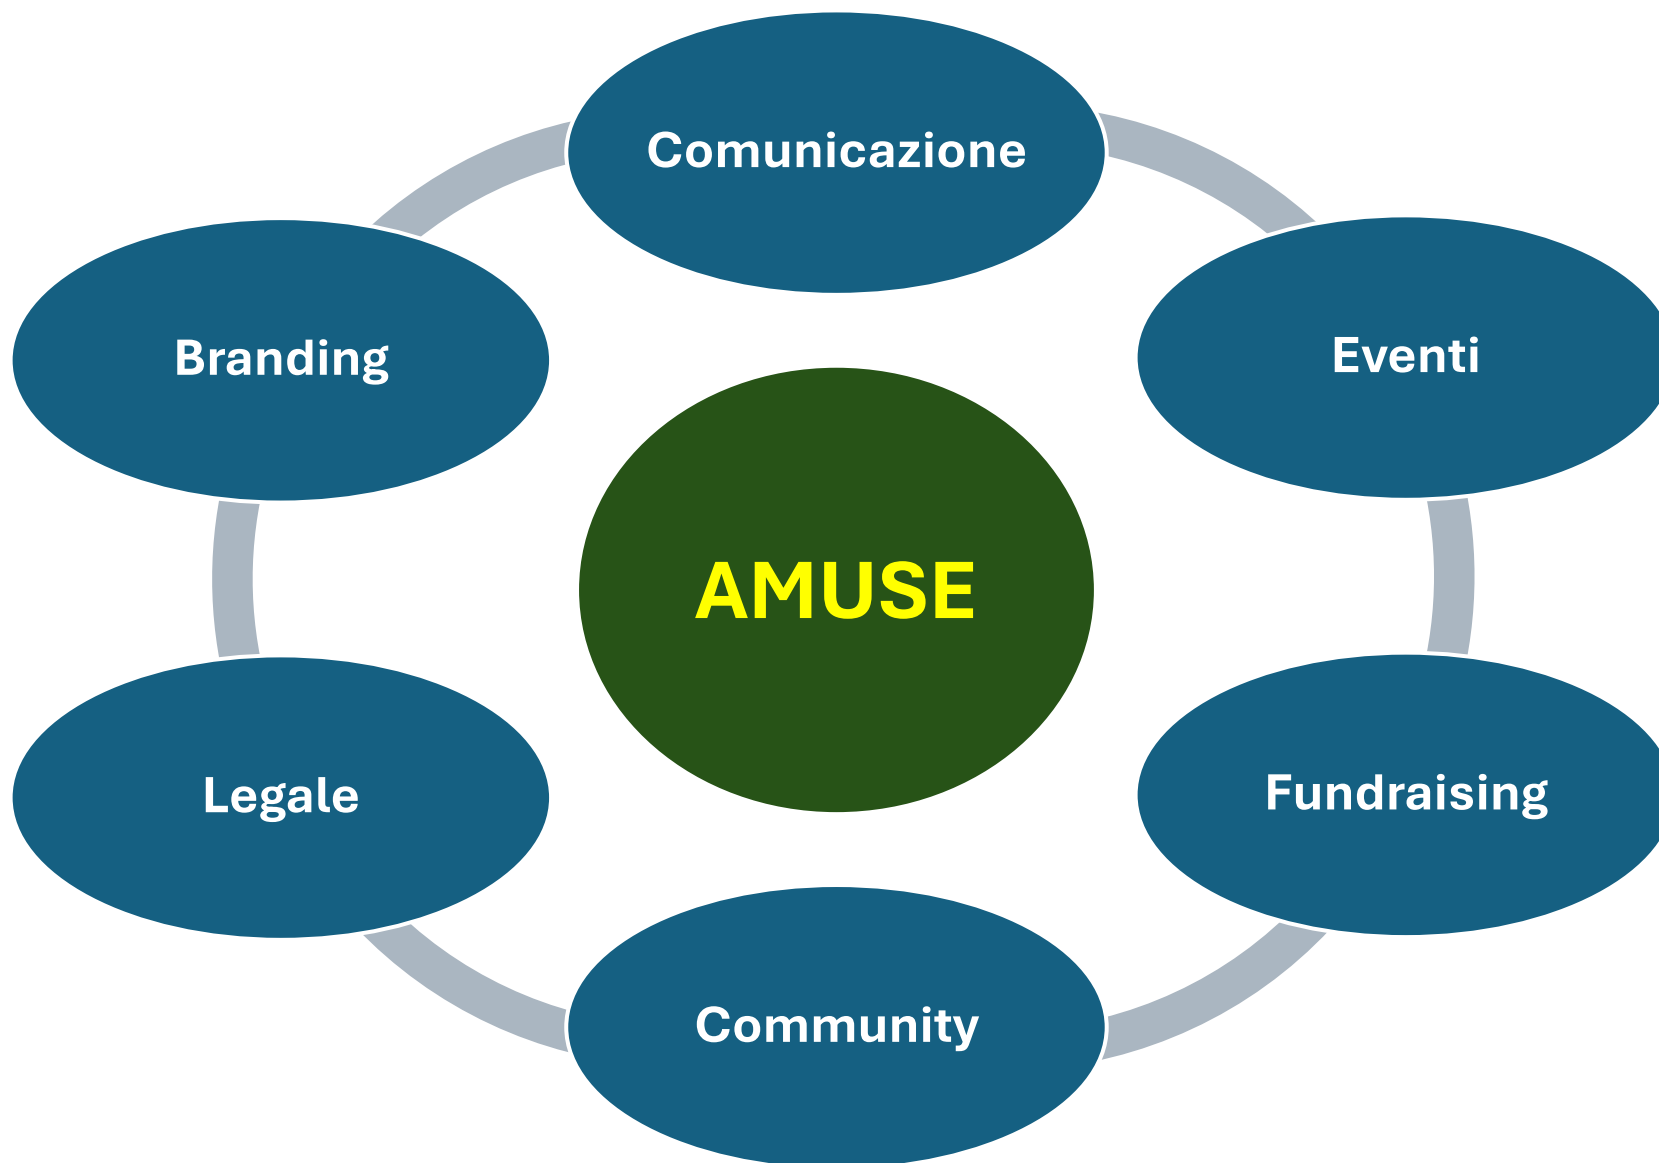 Comunicazione
Branding
Eventi
AMUSE
Legale
Fundraising
Community